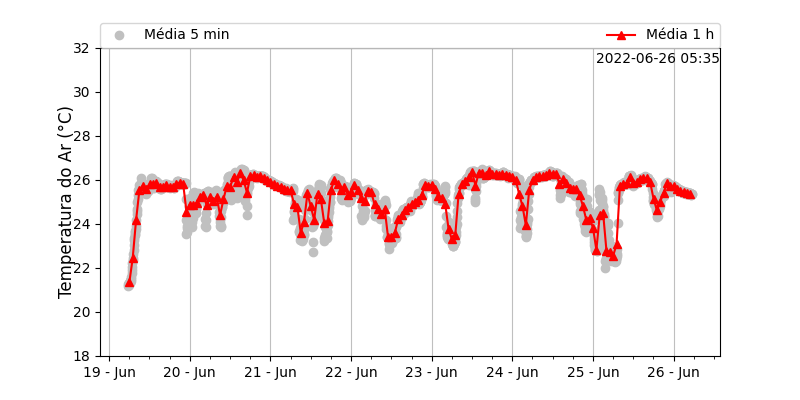 Média 5 min
Média 1 h
2022-06-26 05:35
Temperatura do Ar (°C)
32
30
28
26
24
22
20
18
19 - Jun
20 - Jun
21 - Jun
22 - Jun
23 - Jun
24 - Jun
25 - Jun
26 - Jun